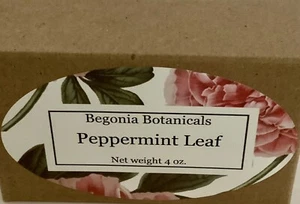 Begonia Botanicals
Peppermint Leaf
Net weight 4 oz.